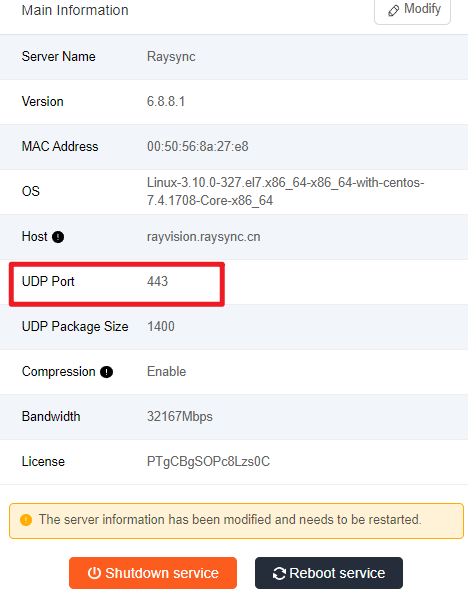 Main Information
Modify
Server Name Raysync
Version 6.8.8.1
MAC Address 00:50:56:8a:27:e8
OS Linux-3.10.0-327.el7.x86_64-x86_64-with-centos-
7.4.1708-Core-x86_64
Host rayvision.raysync.cn
UDP Port 443
UDP Package Size 1400
Compression Enable
Bandwidth 32167Mbps
License PTgCBgSOPc8Lzs0C
The server information has been modified and needs to be restarted.
Shutdown service
Reboot service